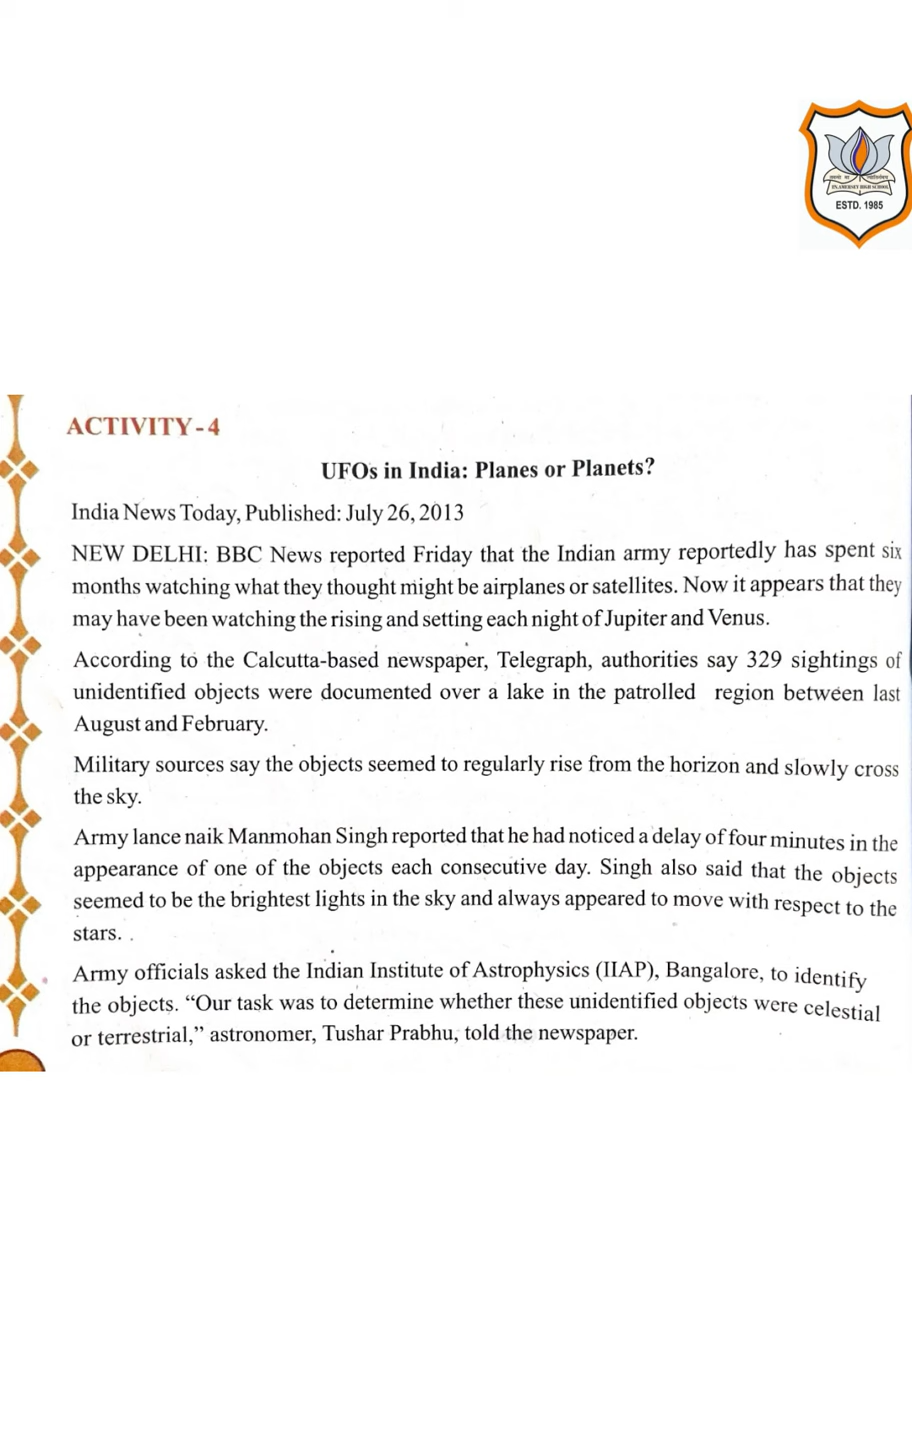 ESTD. 1985
ACTIVITY-4
UFOs in India: Planes or Planets?
India News Today, Published: July 26, 2013
NEW DELHI: BBC News reported Friday that the Indian army reportedly has spent six
months watching what they thought might be airplanes or satellites. Now it appears that they
may have been watching the rising and setting each night of Jupiter and Venus.
According to the Calcutta-based newspaper, Telegraph, authorities say 329 sightings of
unidentified objects were documented over a lake in the patrolled region between last
August and February.
Military sources say the objects seemed to regularly rise from the horizon and slowly cross
the sky.
Army lance naik Manmohan Singh reported that he had noticed a delay of four minutes in the
appearance of one of the objects each consecutive day. Singh also said that the objects
seemed to be the brightest lights in the sky and always appeared to move with respect to the
stars. .
Army officials asked the Indian Institute of Astrophysics (IIAP), Bangalore, to identify
the objects. “Our task was to determine whether these unidentified objects were celestial
or terrestrial,” astronomer, Tushar Prabhu, told the newspaper.